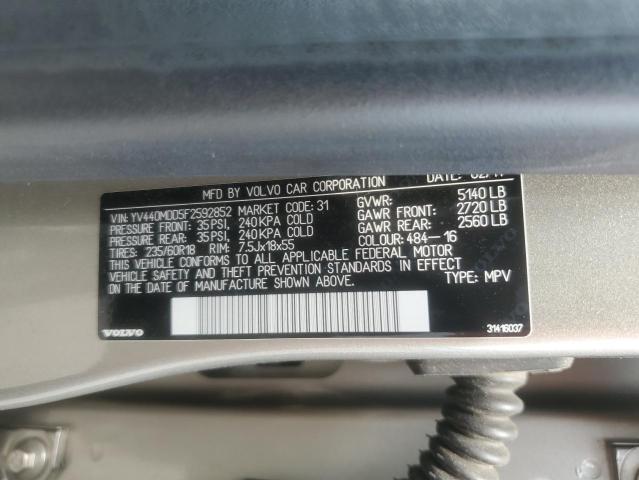 MFD BY VOLVO CAR CORPORATION DATE:
VIN: YV440MDD5F2592852 MARKET CODE: 31 GVWR: 5140 LB
PRESSURE FRONT: 35 PSI, 240 KPA COLD GAWR FRONT: 2720 LB
PRESSURE REAR: 35 PSI, 240 KPA COLD GAWR REAR: 2560 LB
TIRES: 235/60R18 RIM: 7.5Jx18x55 COLOUR: 484-16
THIS VEHICLE CONFORMS TO ALL APPLICABLE FEDERAL MOTOR
VEHICLE SAFETY AND THEFT PREVENTION STANDARDS IN EFFECT
ON THE DATE OF MANUFACTURE SHOWN ABOVE. TYPE: MPV
VOLVO 31416037